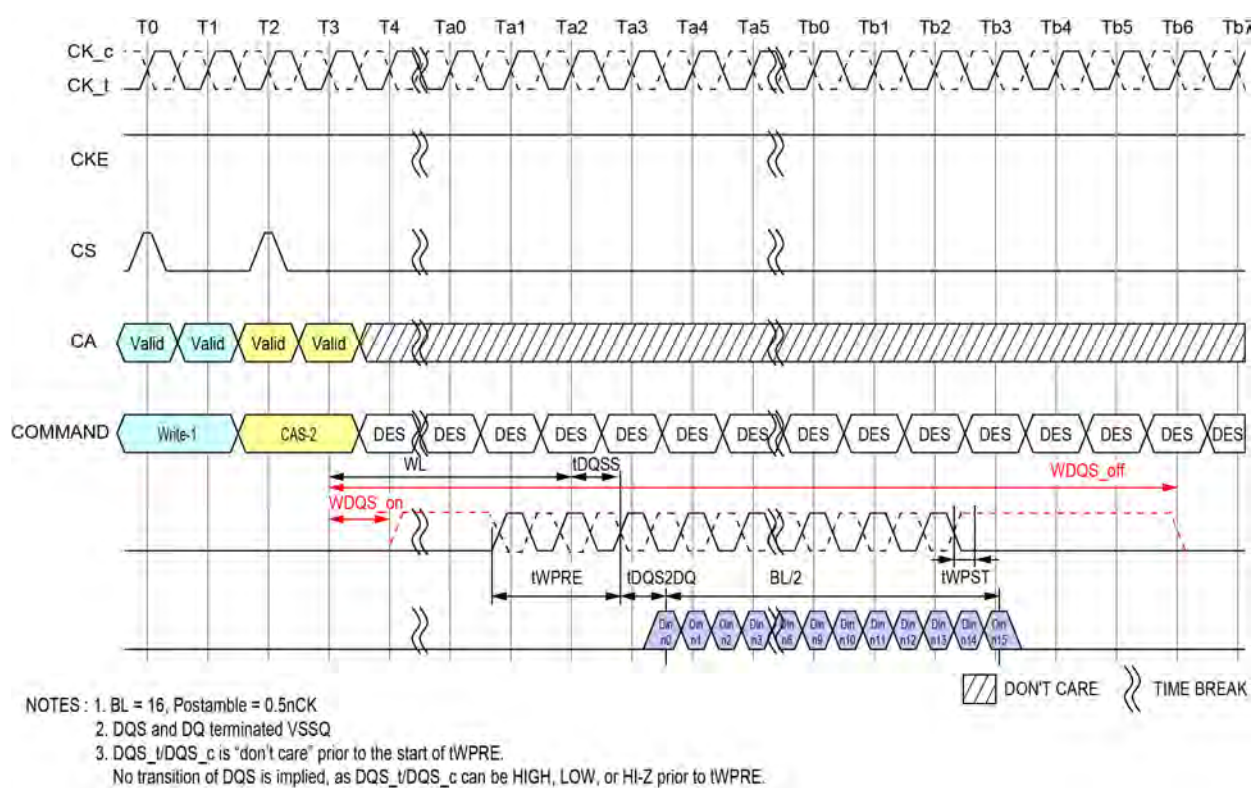 T0 T1 T2 T3 T4 Ta0 Ta1 Ta2 Ta3 Ta4 Ta5 Tb0 Tb1 Tb2 Tb3 Tb4 Tb5 Tb6 Tb7
CK_c
CK_t
CKE
CS
CA Valid Valid Valid Valid
COMMAND Write-1 CAS-2 DES DES DES DES DES DES DES DES DES DES DES DES DES DES DES
WL tDQSS WDQS_off
WDQS_on
tWPRE tDQS2DQ BL/2 tWPST
Din Din Din Din Din Din Din Din Din Din Din Din
n0 n1 n2 n3 n8 n9 n10 n11 n12 n13 n14 n15
DON'T CARE TIME BREAK
NOTES : 1. BL = 16, Postamble = 0.5nCK
2. DQS and DQ terminated VSSQ
3. DQS_t/DQS_c is "don't care" prior to the start of tWPRE.
No transition of DQS is implied, as DQS_t/DQS_c can be HIGH, LOW, or HI-Z prior to tWPRE.